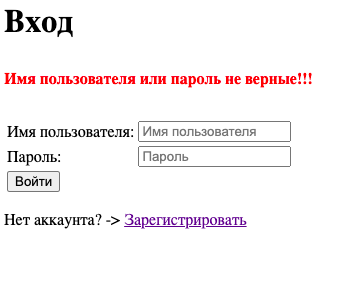 Вход
Имя пользователя или пароль не верные!!!
Имя пользователя: Имя пользователя
Пароль: Пароль
Войти
Нет аккаунта? -> Зарегистрировать